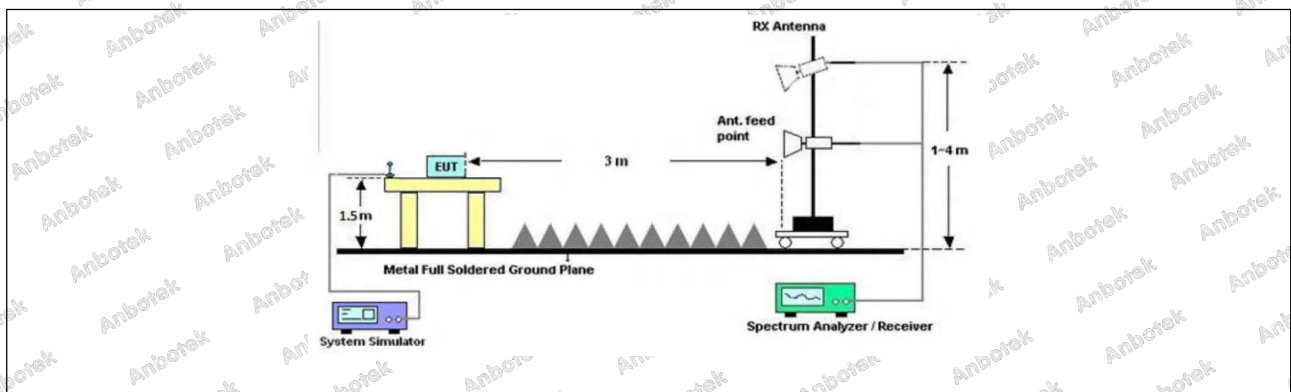 RX Antenna
Ant. feed
point
EUT
3 m
1~4 m
1.5 m
Metal Full Soldered Ground Plane
System Simulator
Spectrum Analyzer / Receiver
Anbotek